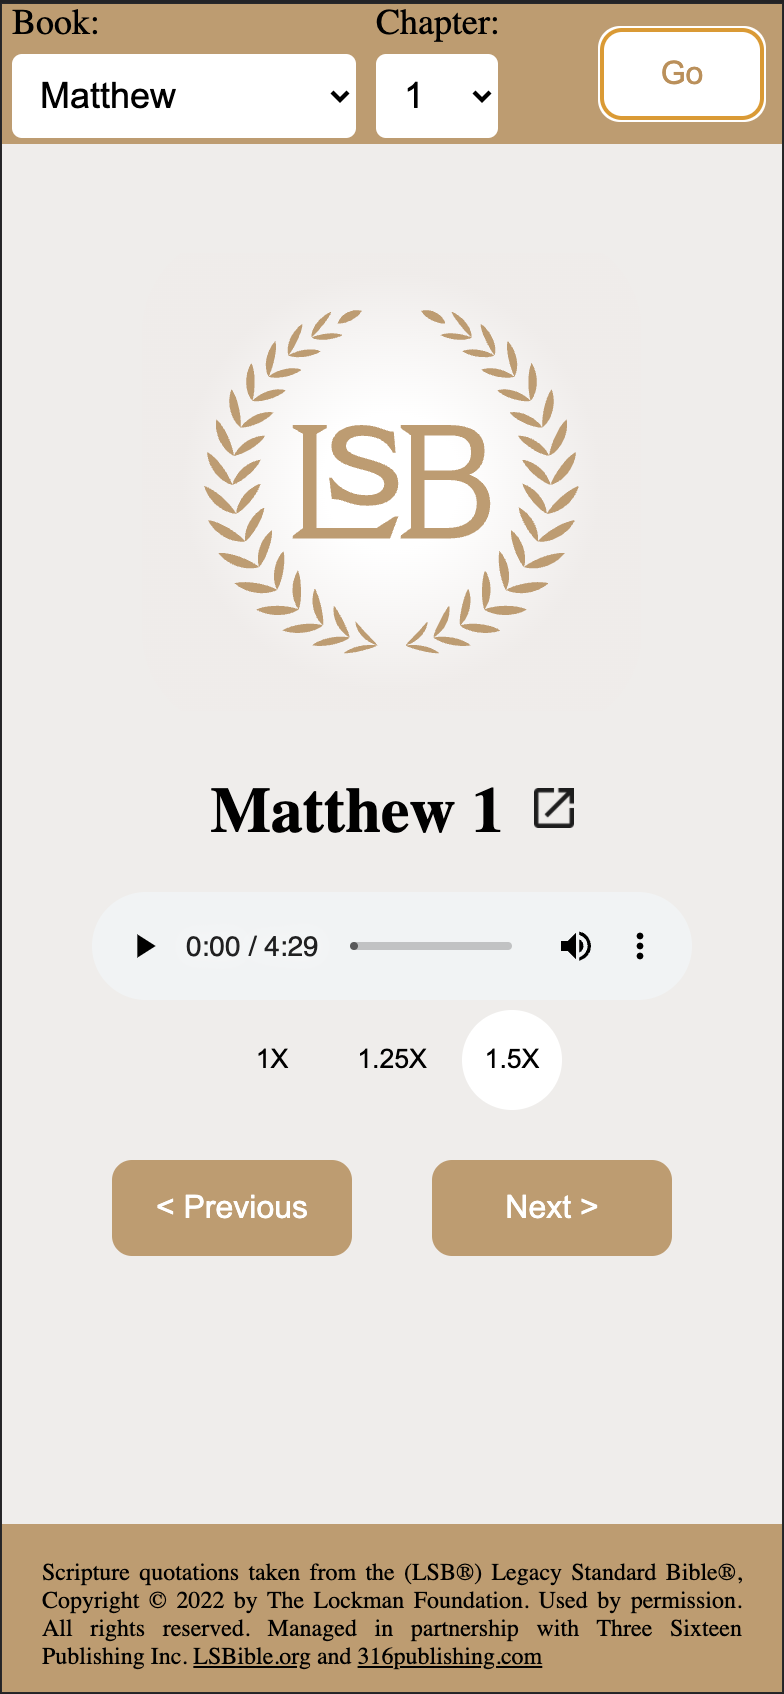 Book:
Chapter:
Matthew
1
Go
LSB
Matthew 1
0:00 / 4:29
1X
1.25X
1.5X
< Previous
Next >
Scripture quotations taken from the (LSB®) Legacy Standard Bible®,
Copyright © 2022 by The Lockman Foundation. Used by permission.
All rights reserved. Managed in partnership with Three Sixteen
Publishing Inc. LSBible.org and 316publishing.com